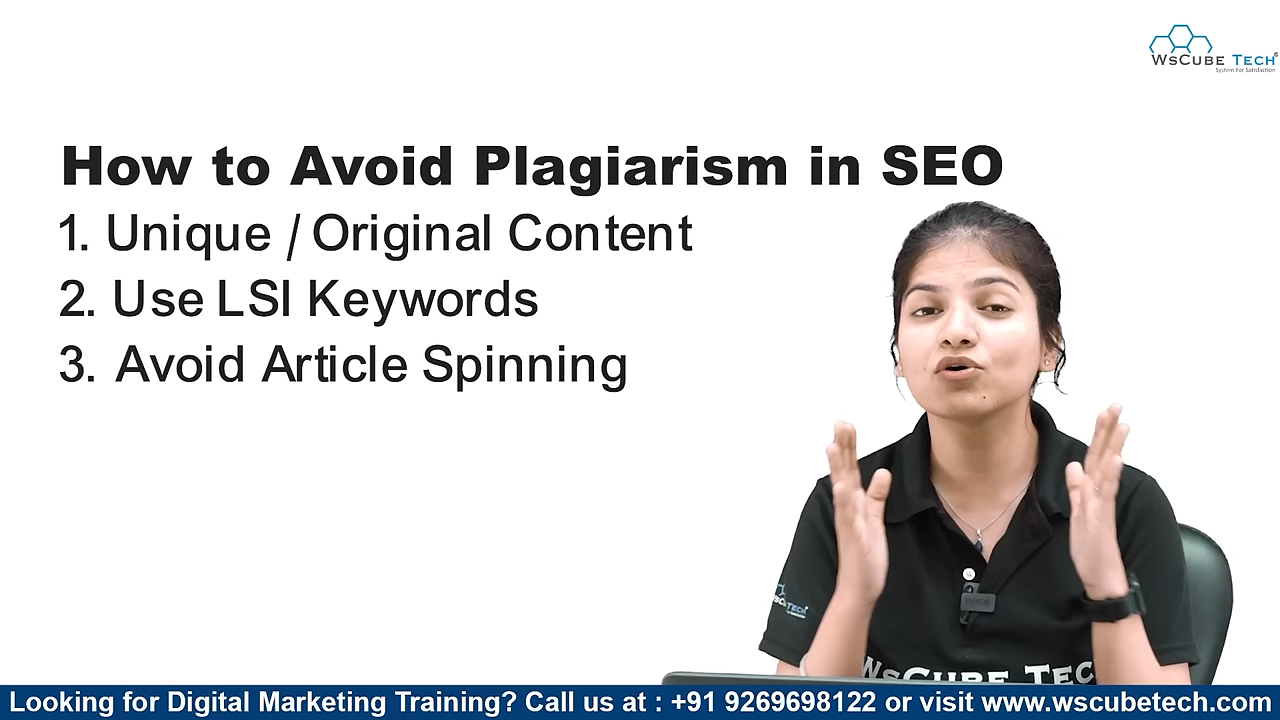 WsCube Tech®
System For Satisfaction
How to Avoid Plagiarism in SEO
1. Unique / Original Content
2. Use LSI Keywords
3. Avoid Article Spinning
WsCube Tech
Looking for Digital Marketing Training? Call us at : +91 9269698122 or visit www.wscubetech.com